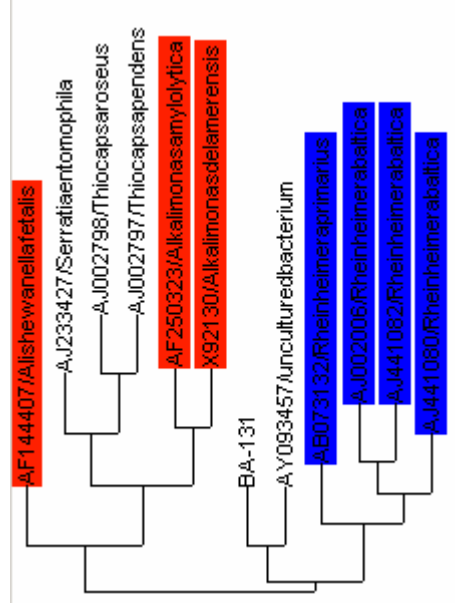 AF144407/Alishewanellafetalis
AJ233427/Serratiaentomophila
AJ002798/Thiocapsaroseus
AJ002797/Thiocapsapendens
AF250323/Alkalimonasamylolytica
X92130/Alkalimonasdelamerensis
BA-131
AY093457/unculturedbacterium
AB073132/Rheinheimeraprimarius
AJ002006/Rheinheimerabaltica
AJ441082/Rheinheimerabaltica
AJ441080/Rheinheimerabaltica